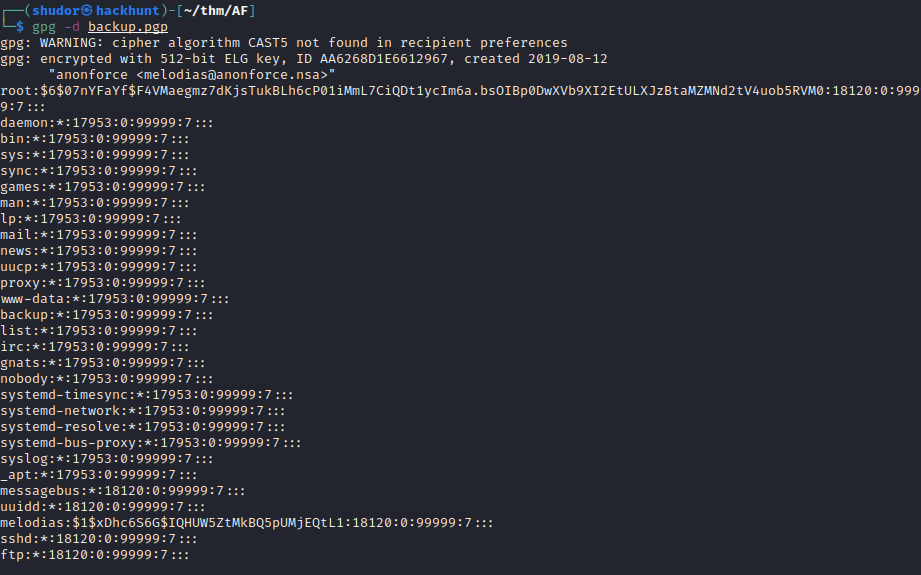 ┌──(shudor㉿hackhunt)-[~/thm/AF]
└─$ gpg -d backup.pgp
gpg: WARNING: cipher algorithm CAST5 not found in recipient preferences
gpg: encrypted with 512-bit ELG key, ID AA6268D1E6612967, created 2019-08-12
      "anonforce <melodias@anonforce.nsa>"
root:$6$07nYFaYf$F4VMaegmz7dKjsTukBLh6cP01iMmL7CiQDt1ycIm6a.bsOIBp0DwXVb9XI2EtULXJzBtaMZMNd2tV4uob5RVM0:18120:0:999
9:7:::
daemon:*:17953:0:99999:7:::
bin:*:17953:0:99999:7:::
sys:*:17953:0:99999:7:::
sync:*:17953:0:99999:7:::
games:*:17953:0:99999:7:::
man:*:17953:0:99999:7:::
lp:*:17953:0:99999:7:::
mail:*:17953:0:99999:7:::
news:*:17953:0:99999:7:::
uucp:*:17953:0:99999:7:::
proxy:*:17953:0:99999:7:::
www-data:*:17953:0:99999:7:::
backup:*:17953:0:99999:7:::
list:*:17953:0:99999:7:::
irc:*:17953:0:99999:7:::
gnats:*:17953:0:99999:7:::
nobody:*:17953:0:99999:7:::
systemd-timesync:*:17953:0:99999:7:::
systemd-network:*:17953:0:99999:7:::
systemd-resolve:*:17953:0:99999:7:::
systemd-bus-proxy:*:17953:0:99999:7:::
syslog:*:17953:0:99999:7:::
_apt:*:17953:0:99999:7:::
messagebus:*:18120:0:99999:7:::
uuidd:*:18120:0:99999:7:::
melodias:$1$xDhc6S6G$IQHUW5ZtMkBQ5pUMjEQtL1:18120:0:99999:7:::
sshd:*:18120:0:99999:7:::
ftp:*:18120:0:99999:7:::